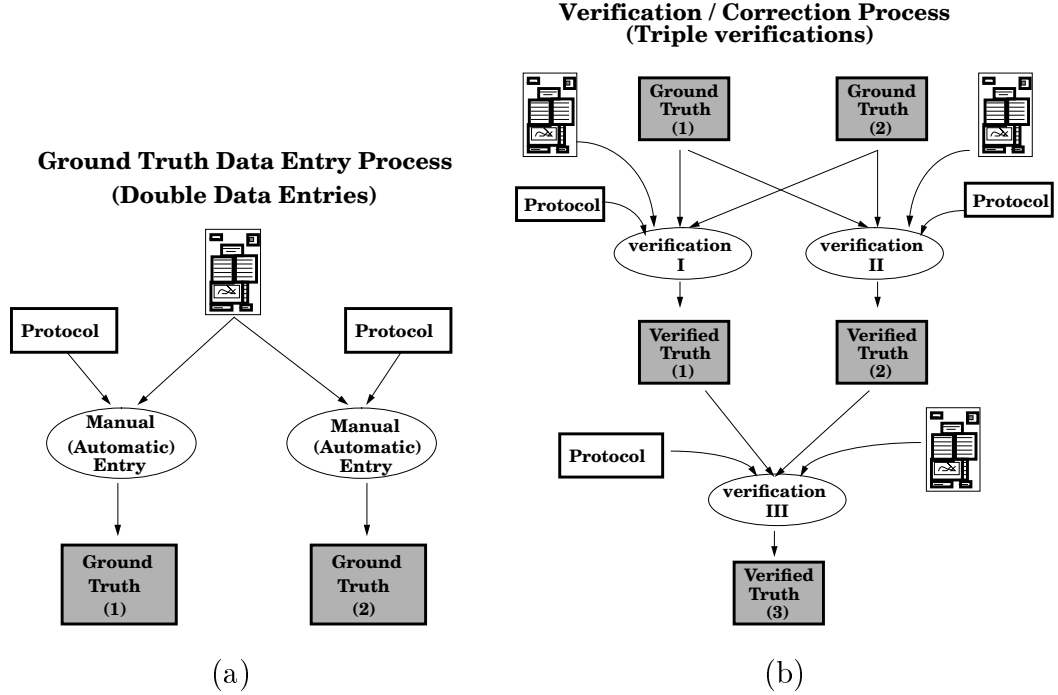 Ground Truth Data Entry Process
(Double Data Entries)
Protocol
Protocol
Manual
(Automatic)
Entry
Manual
(Automatic)
Entry
Ground
Truth
(1)
Ground
Truth
(2)
(a)
Verification / Correction Process
(Triple verifications)
Ground
Truth
(1)
Ground
Truth
(2)
Protocol
Protocol
verification
I
verification
II
Verified
Truth
(1)
Verified
Truth
(2)
Protocol
verification
III
Verified
Truth
(3)
(b)